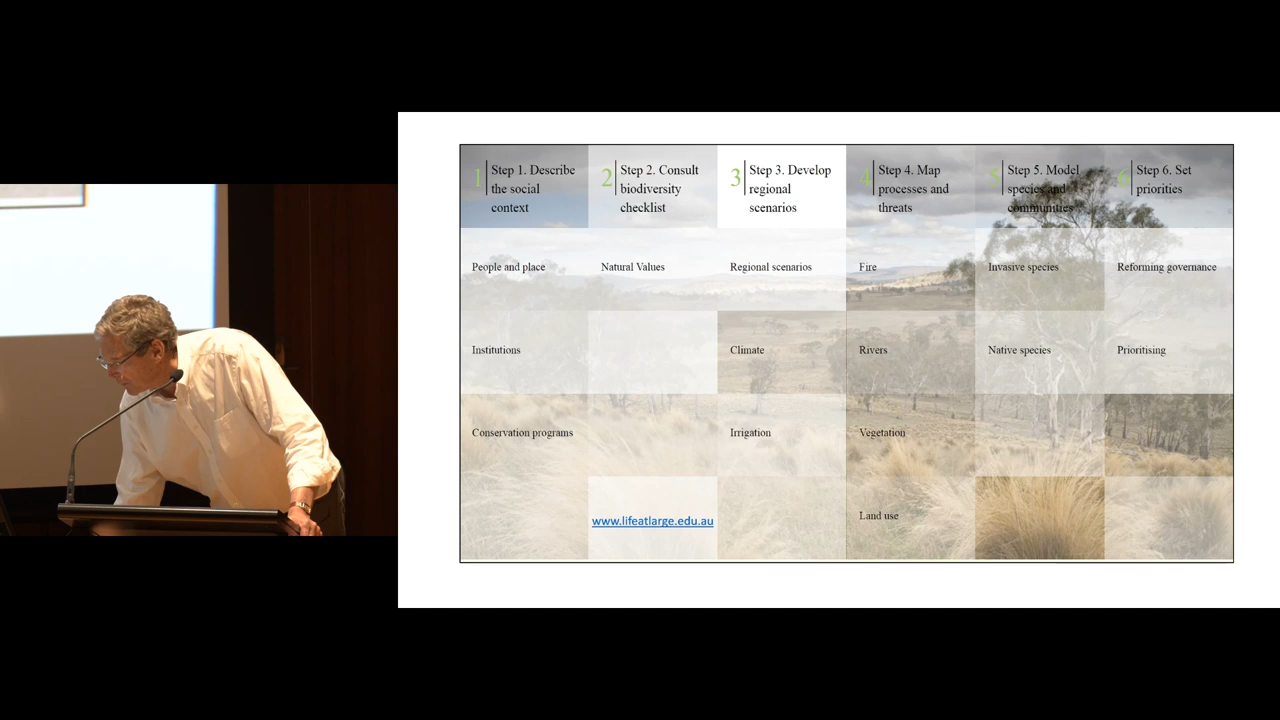 1 Step 1. Describe
the social
context
2 Step 2. Consult
biodiversity
checklist
3 Step 3. Develop
regional
scenarios
4 Step 4. Map
processes and
threats
5 Step 5. Model
species and
communities
6 Step 6. Set
priorities
People and place
Natural Values
Regional scenarios
Fire
Invasive species
Reforming governance
Institutions
Climate
Rivers
Native species
Prioritising
Conservation programs
Irrigation
Vegetation
www.lifeatlarge.edu.au
Land use